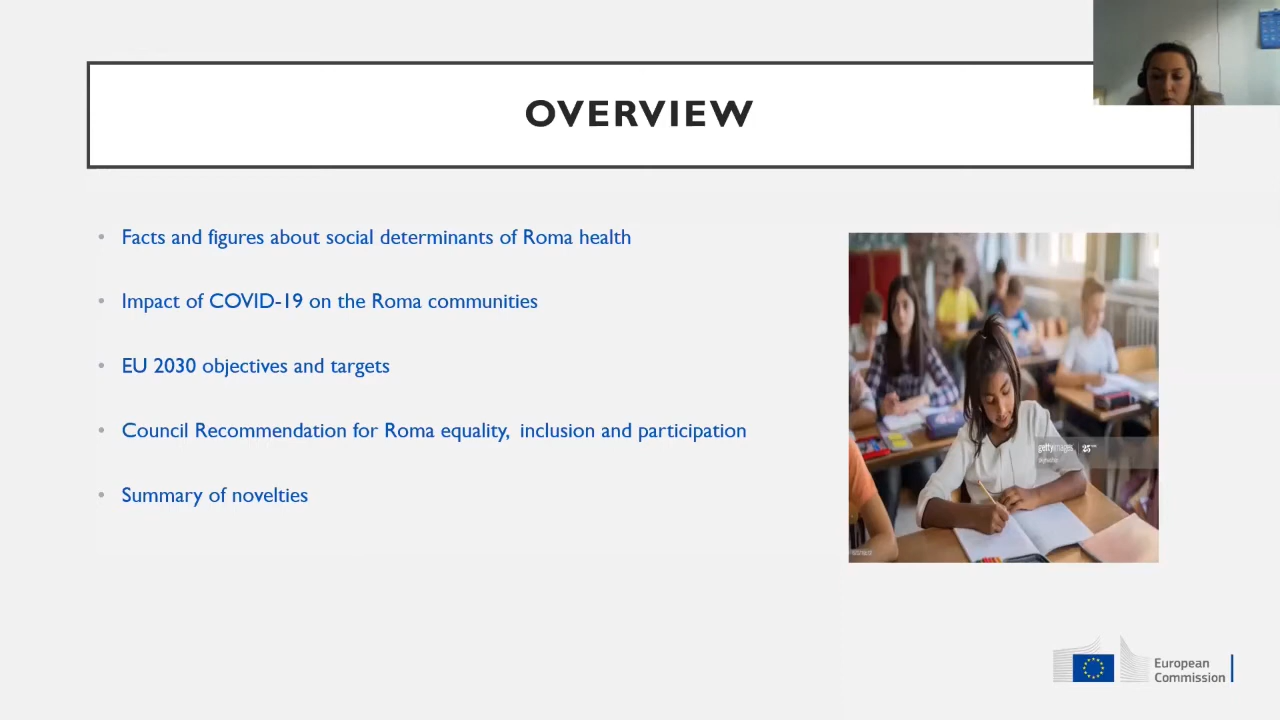 OVERVIEW
• Facts and figures about social determinants of Roma health
• Impact of COVID-19 on the Roma communities
• EU 2030 objectives and targets
• Council Recommendation for Roma equality, inclusion and participation
• Summary of novelties
gettyimages
European
Commission